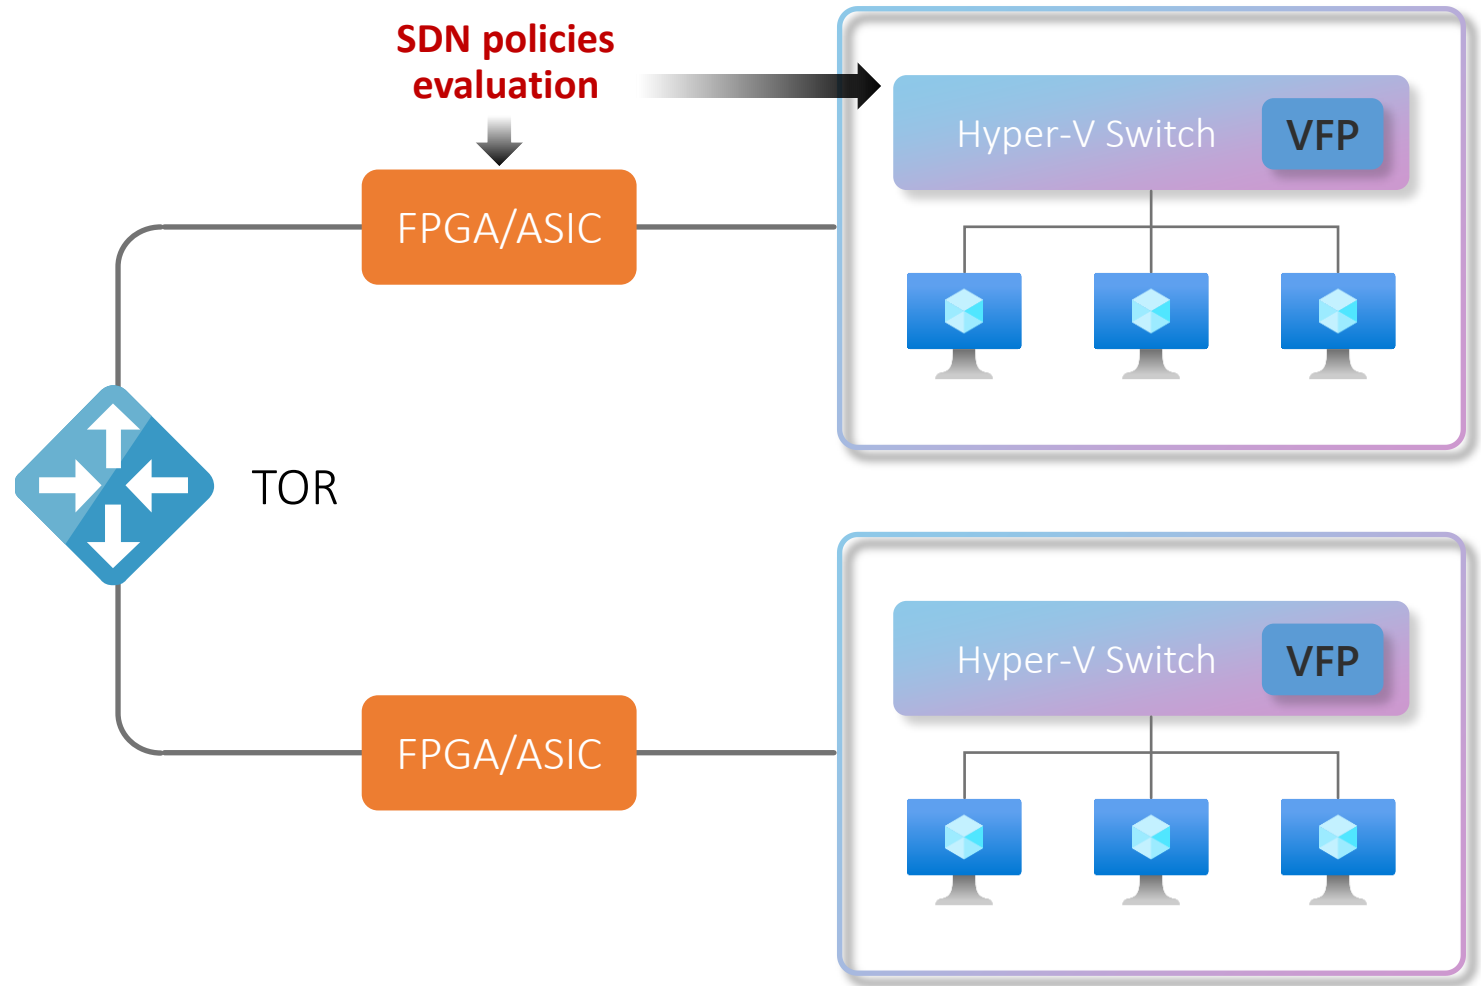 SDN policies
evaluation
Hyper-V Switch
VFP
FPGA/ASIC
TOR
Hyper-V Switch
VFP
FPGA/ASIC